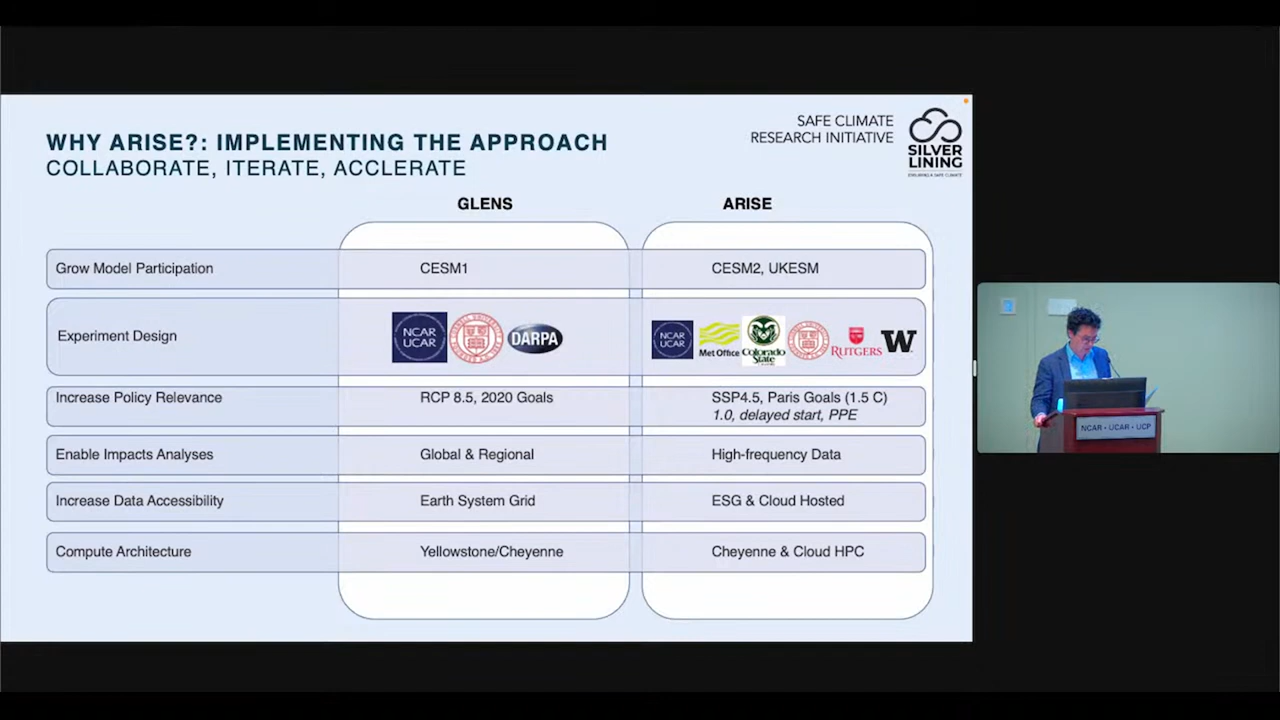 WHY ARISE?: IMPLEMENTING THE APPROACH
COLLABORATE, ITERATE, ACCLERATE
SAFE CLIMATE
RESEARCH INITIATIVE
SILVER
LINING
GLENS
ARISE
Grow Model Participation
CESM1
CESM2, UKESM
Experiment Design
NCAR
UCAR
DARPA
NCAR
UCAR
Met Office
Colorado
State
RUTGERS
W
Increase Policy Relevance
RCP 8.5, 2020 Goals
SSP4.5, Paris Goals (1.5 C)
1.0, delayed start, PPE
Enable Impacts Analyses
Global & Regional
High-frequency Data
Increase Data Accessibility
Earth System Grid
ESG & Cloud Hosted
Compute Architecture
Yellowstone/Cheyenne
Cheyenne & Cloud HPC
NCAR • UCAR • UCP